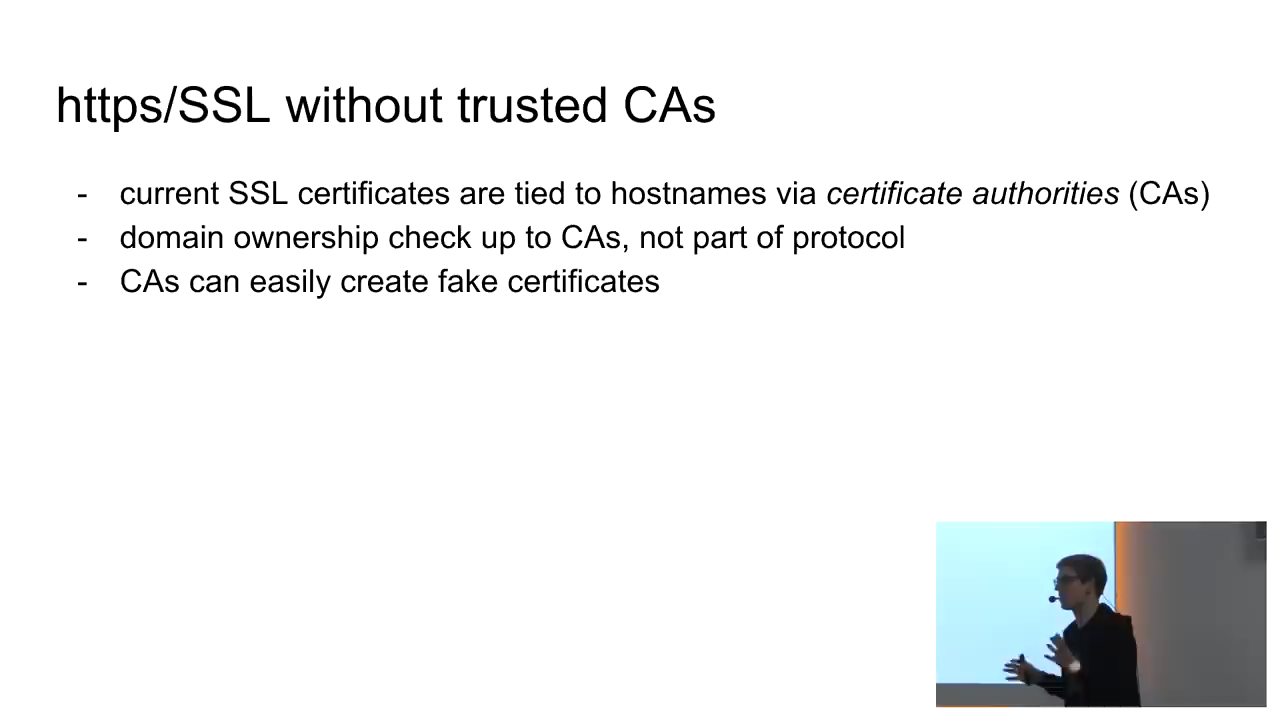 https/SSL without trusted CAs
- current SSL certificates are tied to hostnames via certificate authorities (CAs)
- domain ownership check up to CAs, not part of protocol
- CAs can easily create fake certificates